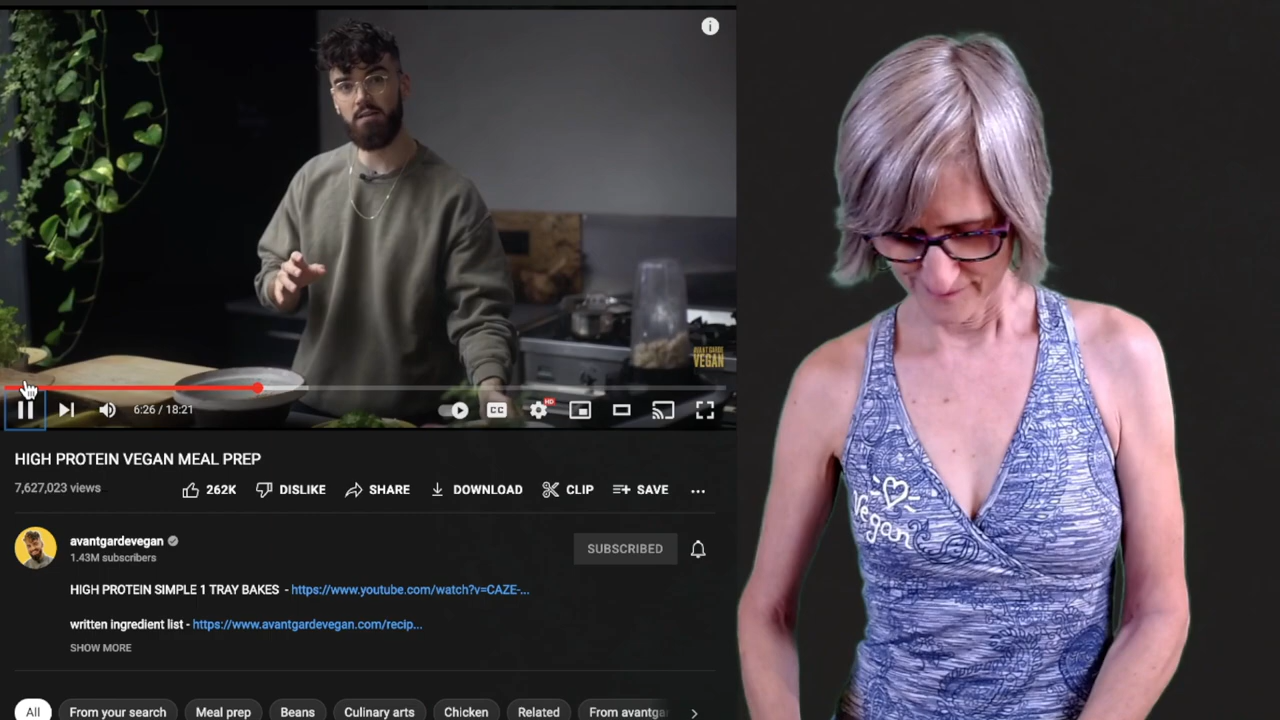 i
AVANT GARDE
VEGAN
6:26 / 18:21
CC
HD
HIGH PROTEIN VEGAN MEAL PREP
7,627,023 views
262K
DISLIKE
SHARE
DOWNLOAD
CLIP
SAVE
avantgardevegan
1.43M subscribers
SUBSCRIBED
HIGH PROTEIN SIMPLE 1 TRAY BAKES - https://www.youtube.com/watch?v=CAZE-...
written ingredient list - https://www.avantgardevegan.com/recip...
SHOW MORE
All From your search Meal prep Beans Culinary arts Chicken Related From avantga
Vegan